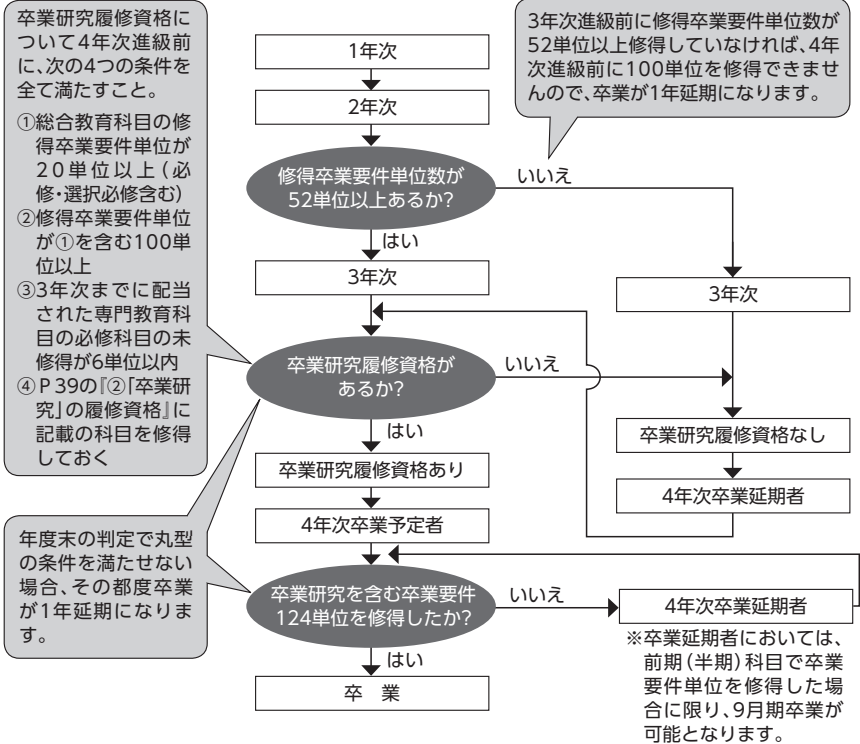 卒業研究履修資格に
ついて4年次進級前
に、次の4つの条件を
全て満たすこと。
①総合教育科目の修
得卒業要件単位が
20単位以上(必
修・選択必修含む)
②修得卒業要件単位
が①を含む100単
位以上
③3年次までに配当
された専門教育科
目の必修科目の未
修得が6単位以内
④P39の『②「卒業研
究」の履修資格』に
記載の科目を修得
しておく
3年次進級前に修得卒業要件単位数が
52単位以上修得していなければ、4年
次進級前に100単位を修得できませ
んので、卒業が1年延期になります。
1年次
2年次
修得卒業要件単位数が
52単位以上あるか?
いいえ
はい
3年次
3年次
卒業研究履修資格が
あるか?
いいえ
はい
卒業研究履修資格なし
卒業研究履修資格あり
4年次卒業延期者
4年次卒業予定者
年度末の判定で丸型
の条件を満たせない
場合、その都度卒業
が1年延期になりま
す。
卒業研究を含む卒業要件
124単位を修得したか?
いいえ
4年次卒業延期者
はい
卒 業
※卒業延期者においては、
前期(半期)科目で卒業
要件単位を修得した場
合に限り、9月期卒業が
可能となります。